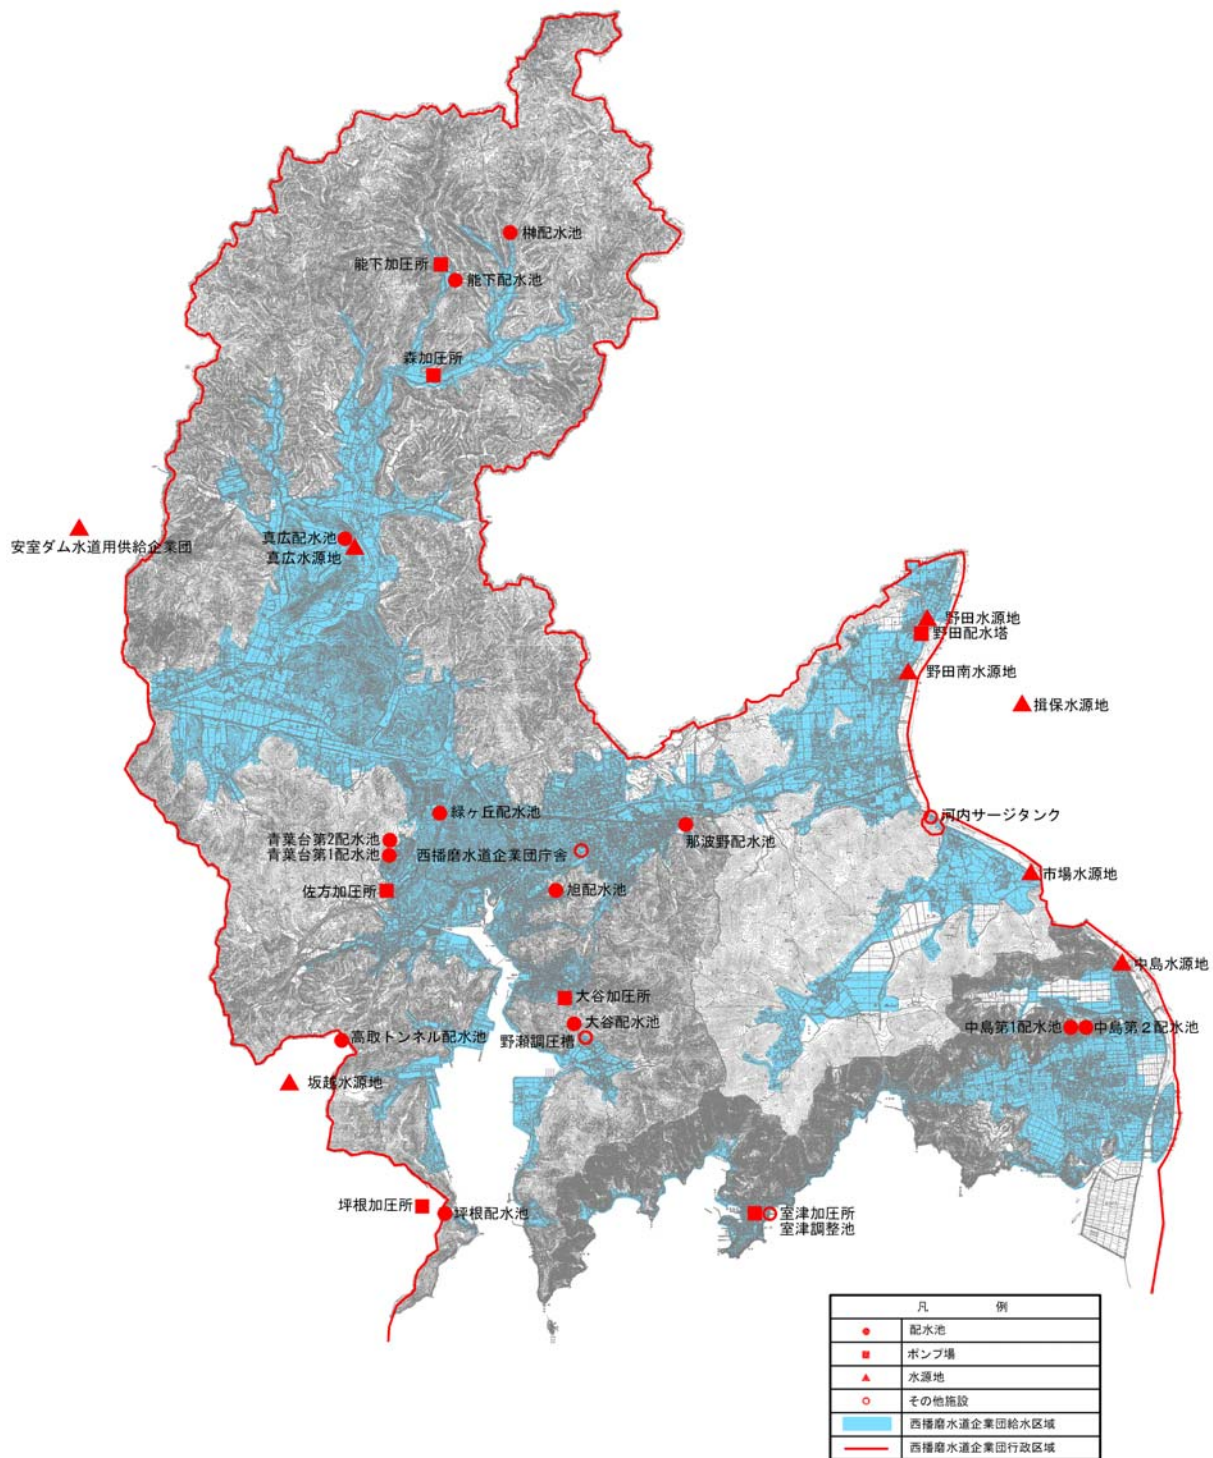 榊配水池
能下加圧所
能下配水池
森加圧所
安室ダム水道用供給企業団
真広配水池
真広水源地
野田水源地
野田配水塔
野田南水源地
揖保水源地
緑ヶ丘配水池
河内サージタンク
青葉台第2配水池
青葉台第1配水池
西播磨水道企業団庁舎
那波野配水池
佐方加圧所
旭配水池
市場水源地
中島水源地
大谷加圧所
大谷配水池
野瀬調圧槽
中島第1配水池
中島第２配水池
高取トンネル配水池
坂越水源地
坪根加圧所
坪根配水池
室津加圧所
室津調整池
凡 例
配水池
ポンプ場
水源地
その他施設
西播磨水道企業団給水区域
西播磨水道企業団行政区域